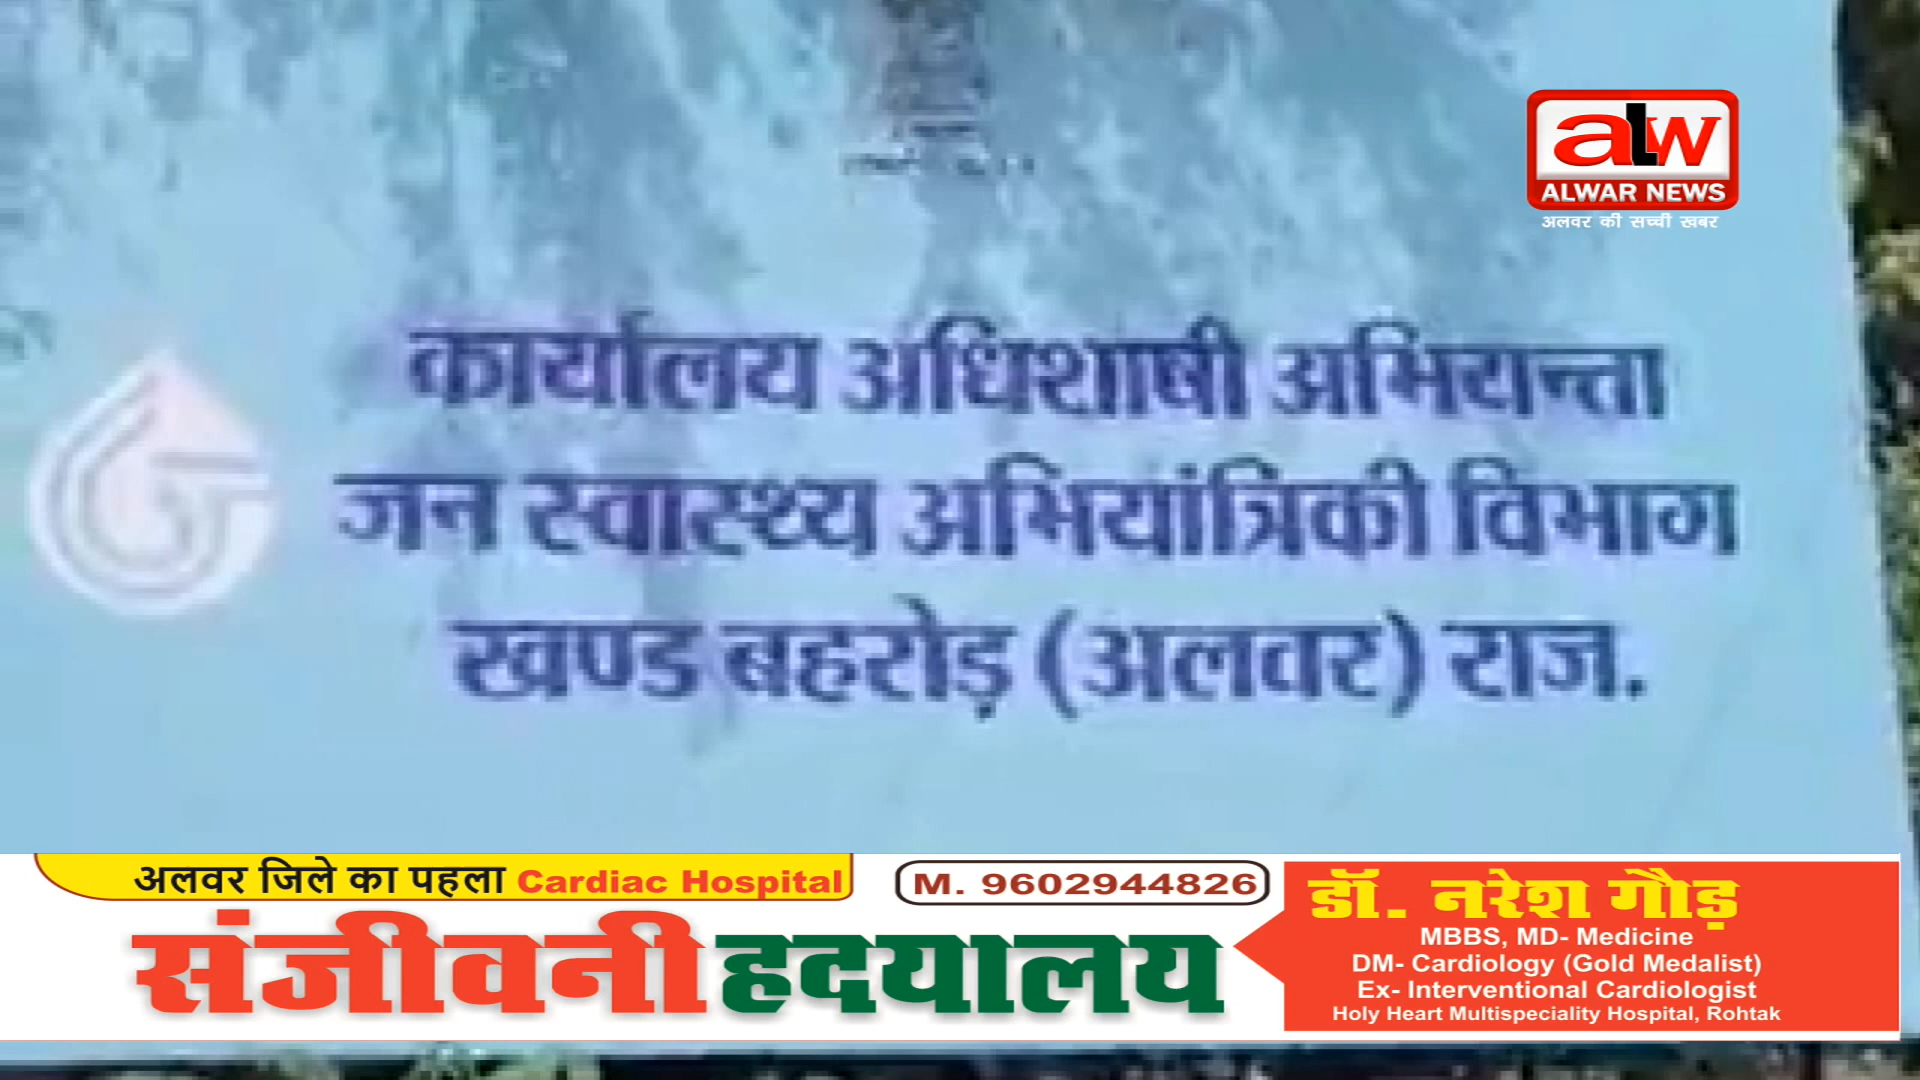 aLW
ALWAR NEWS
अलवर की सच्ची खबर
कार्यालय अधिशाषी अभियन्ता
जन स्वास्थ्य अभियांत्रिकी विभाग
खण्ड बहरोड़ (अलवर) राज.
अलवर जिले का पहला Cardiac Hospital
संजीवनी हदयालय
M. 9602944826
डॉ. नरेश गौड़
MBBS, MD- Medicine
DM- Cardiology (Gold Medalist)
Ex- Interventional Cardiologist
Holy Heart Multispeciality Hospital, Rohtak